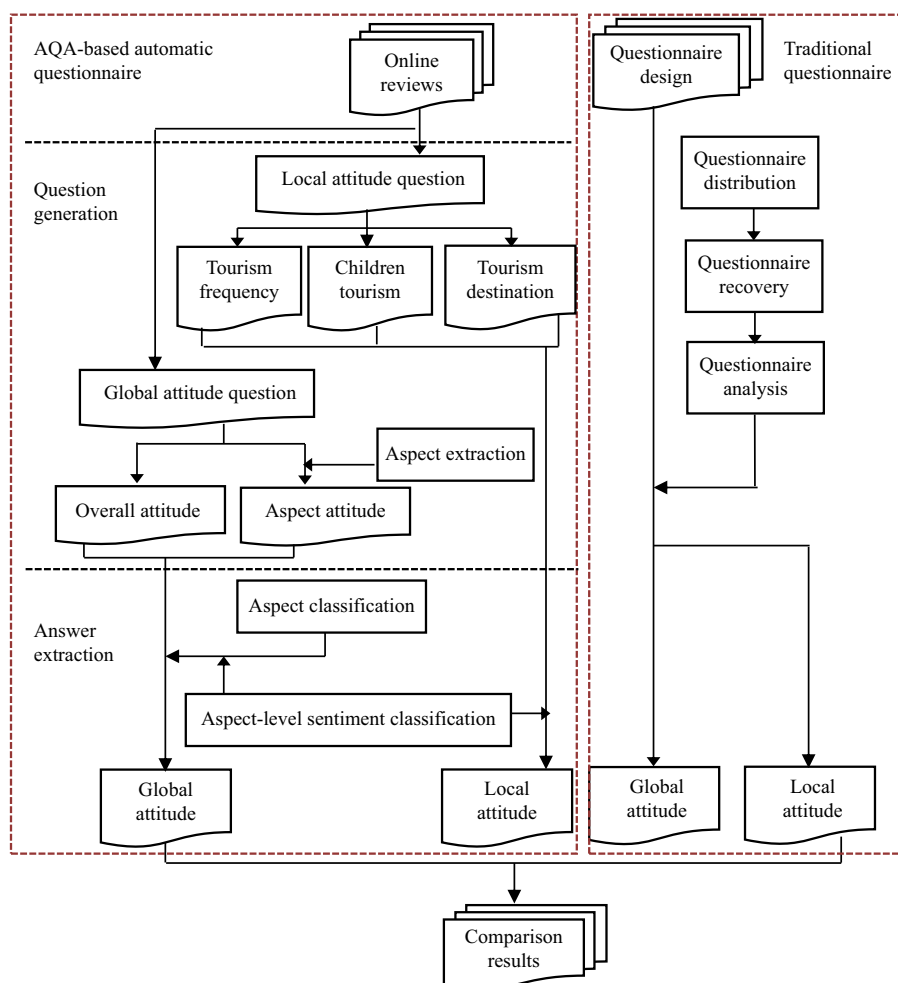 AQA-based automatic
questionnaire
Online
reviews
Questionnaire
design
Traditional
questionnaire
Question
generation
Local attitude question
Tourism
frequency
Children
tourism
Tourism
destination
Questionnaire
distribution
Questionnaire
recovery
Questionnaire
analysis
Global attitude question
Aspect extraction
Overall attitude
Aspect attitude
Answer
extraction
Aspect classification
Aspect-level sentiment classification
Global
attitude
Local
attitude
Global
attitude
Local
attitude
Comparison
results